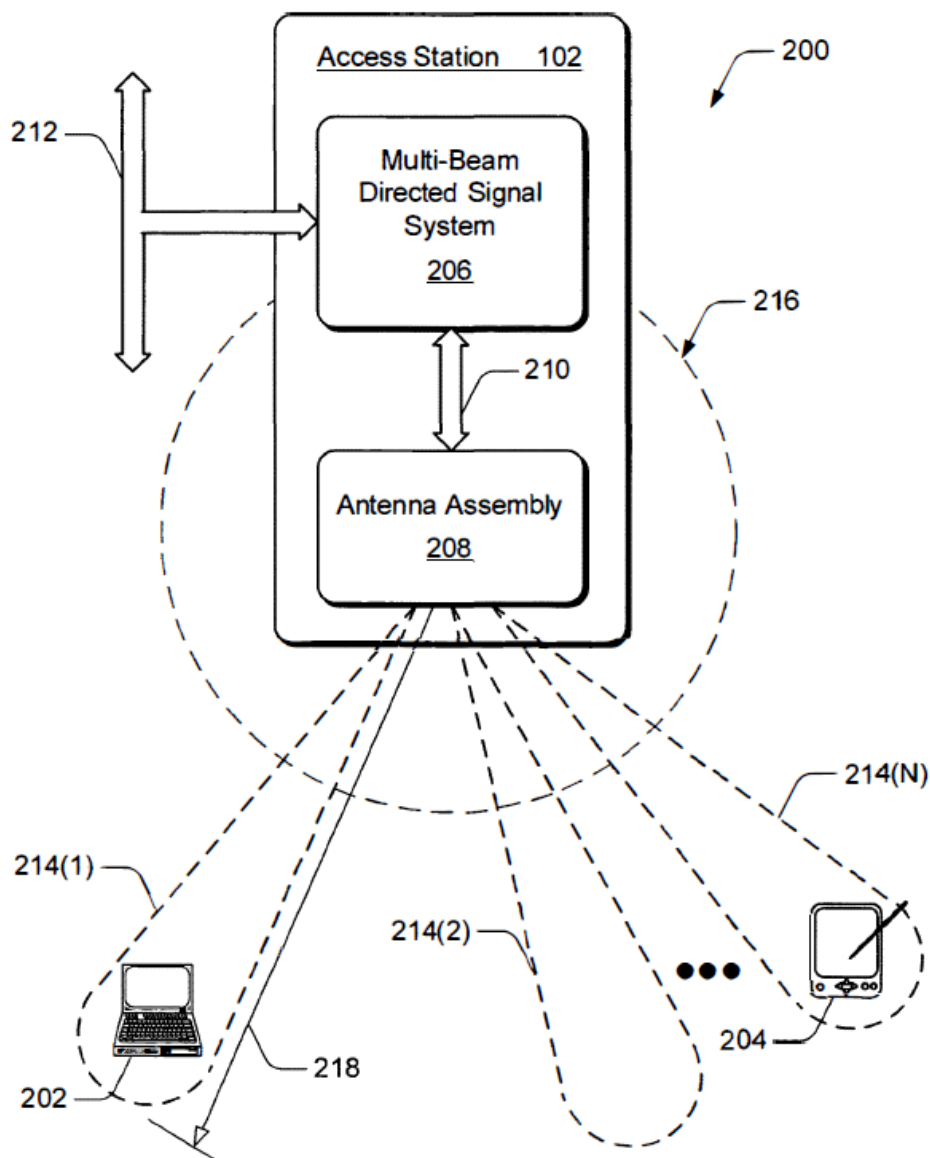 Access Station 102
200
212
Multi-Beam
Directed Signal
System
206
216
210
Antenna Assembly
208
214(N)
214(1)
214(2)
204
218
202